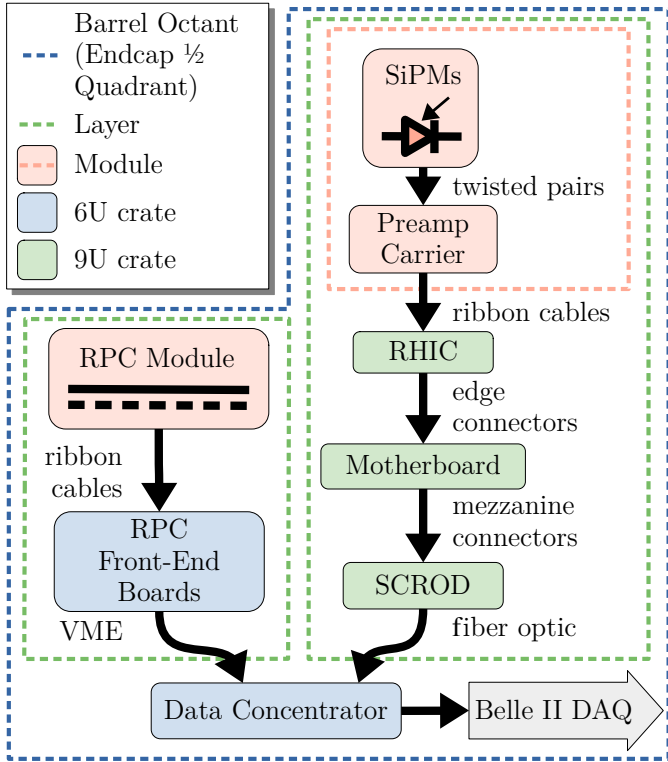 Barrel Octant
(Endcap ½
Quadrant)
Layer
Module
6U crate
9U crate
SiPMs
twisted pairs
Preamp
Carrier
ribbon cables
RHIC
edge
connectors
Motherboard
mezzanine
connectors
SCROD
fiber optic
RPC Module
ribbon
cables
RPC
Front-End
Boards
VME
Data Concentrator
Belle II DAQ